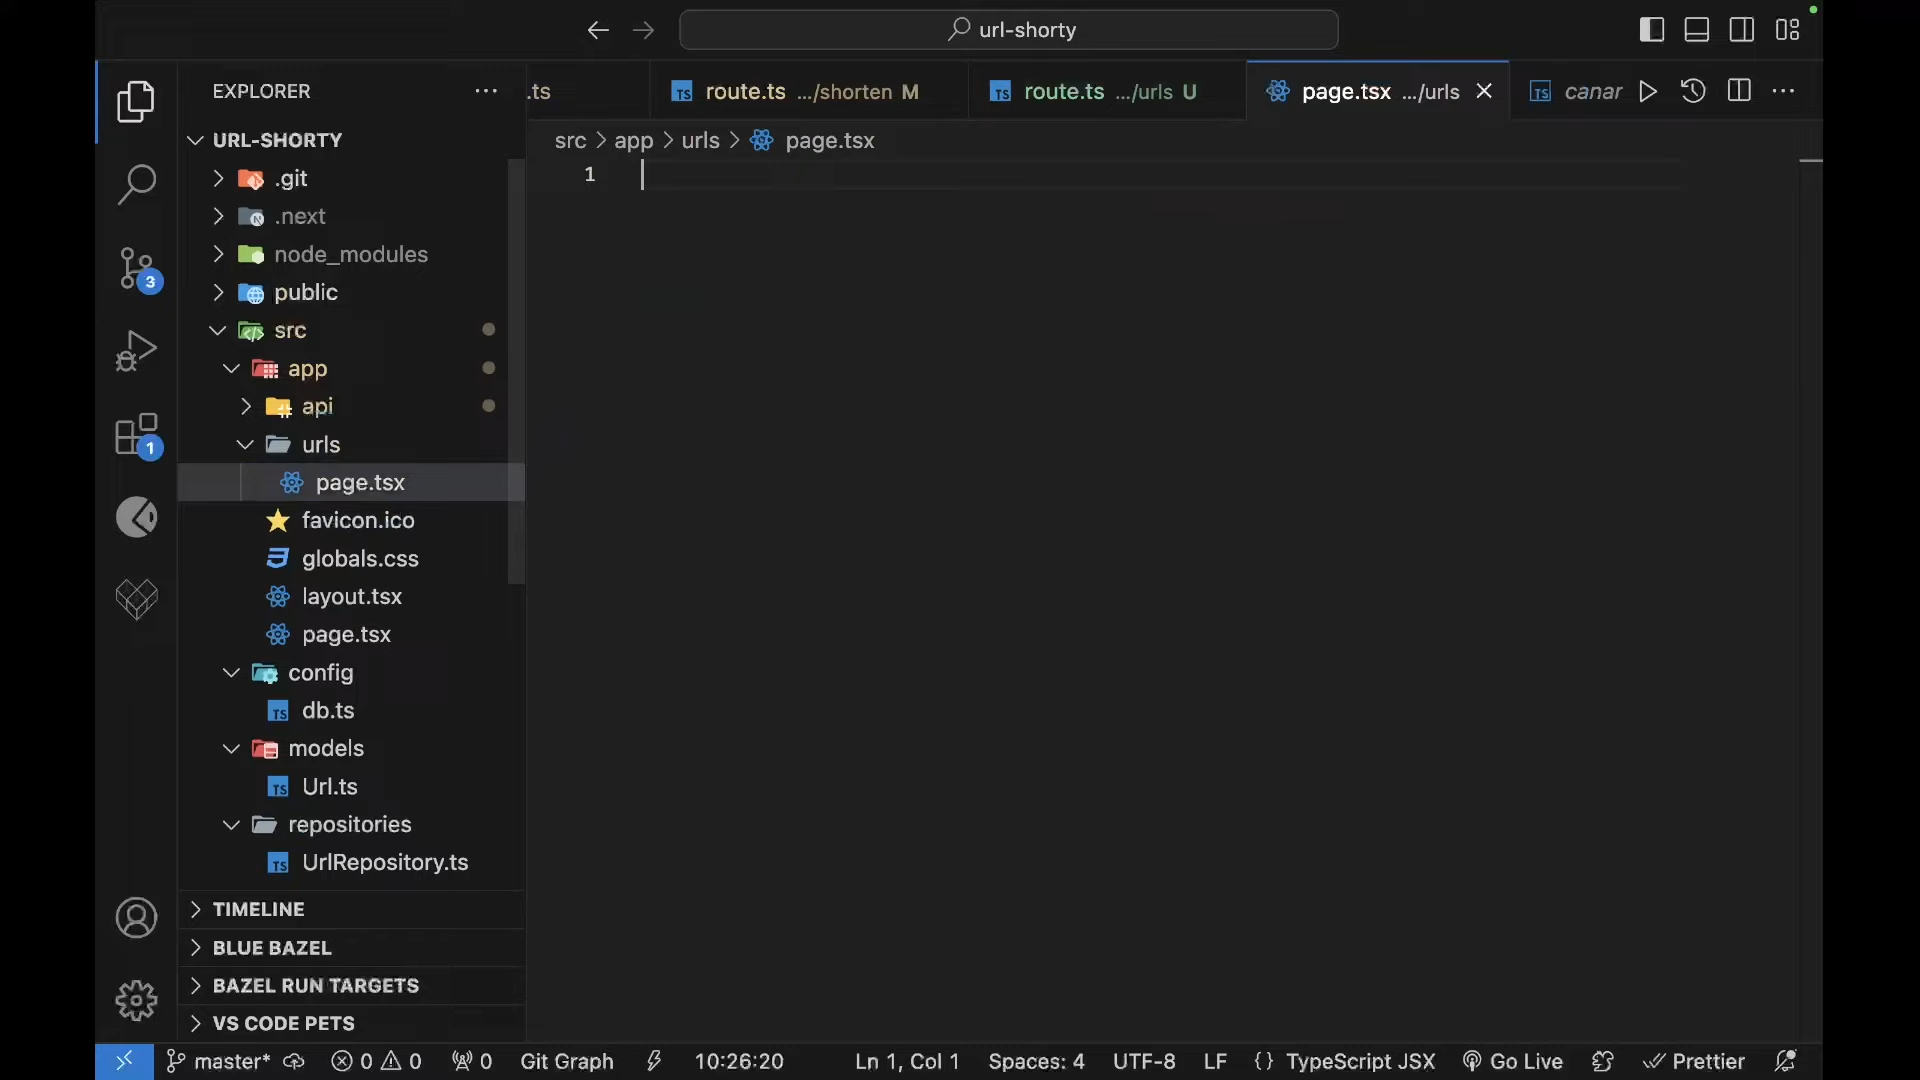 url-shorty
EXPLORER
.ts
route.ts .../shorten M
route.ts .../urls U
page.tsx .../urls
canar
URL-SHORTY
src > app > urls > page.tsx
1
.git
.next
node_modules
public
src
app
api
urls
page.tsx
favicon.ico
globals.css
layout.tsx
page.tsx
config
db.ts
models
Url.ts
repositories
UrlRepository.ts
TIMELINE
BLUE BAZEL
BAZEL RUN TARGETS
VS CODE PETS
3
1
master* 0 0 0 Git Graph 10:26:20 Ln 1, Col 1 Spaces: 4 UTF-8 LF {} TypeScript JSX Go Live Prettier